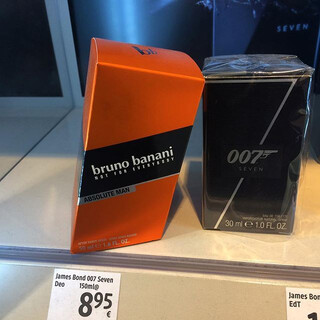 SEVEN
bruno banani
NOT FOR EVERYBODY
ABSOLUTE MAN
007
SEVEN
30 ml ℮ 1.0 FL. OZ.
James Bond 007 Seven
Deo 150ml@
8.95
€
James Bon
EdT